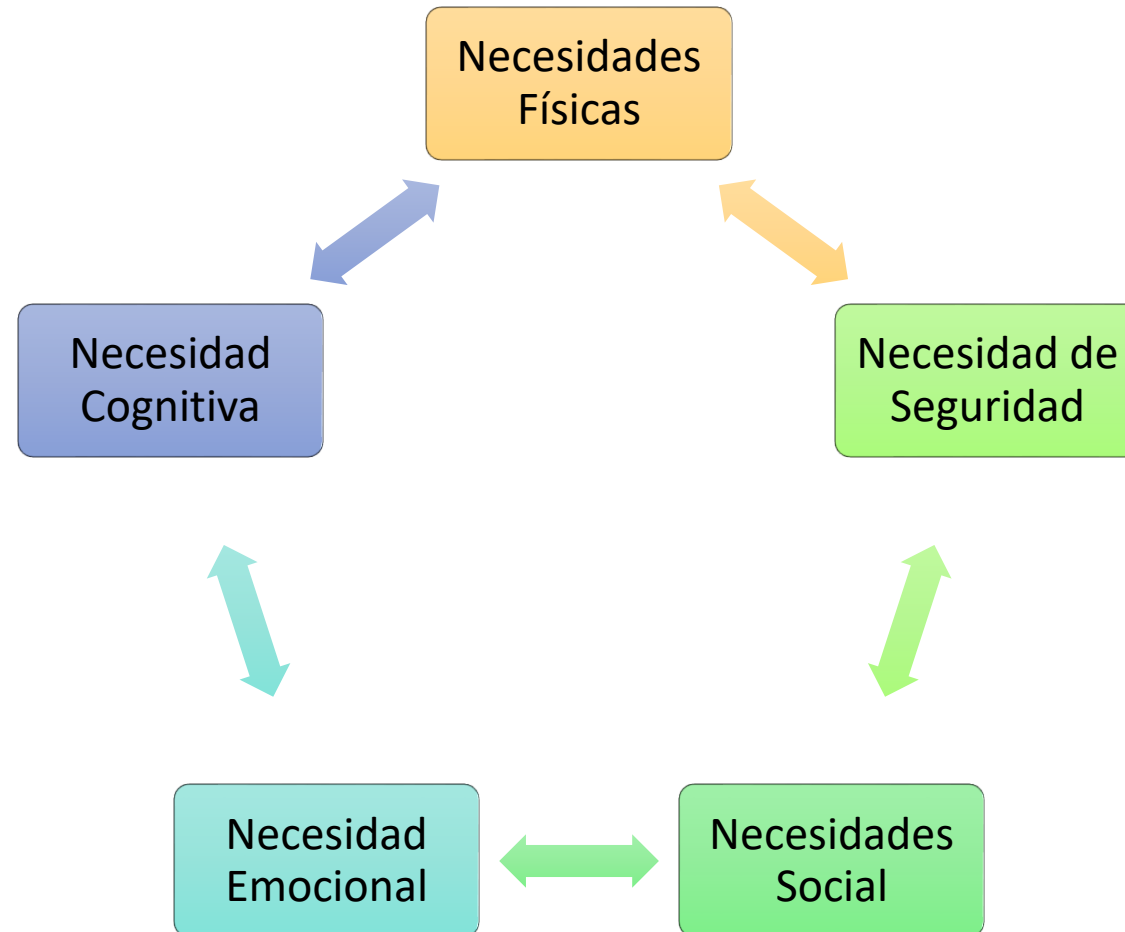 Necesidades
Físicas
Necesidad de
Seguridad
Necesidades
Social
Necesidad
Emocional
Necesidad
Cognitiva